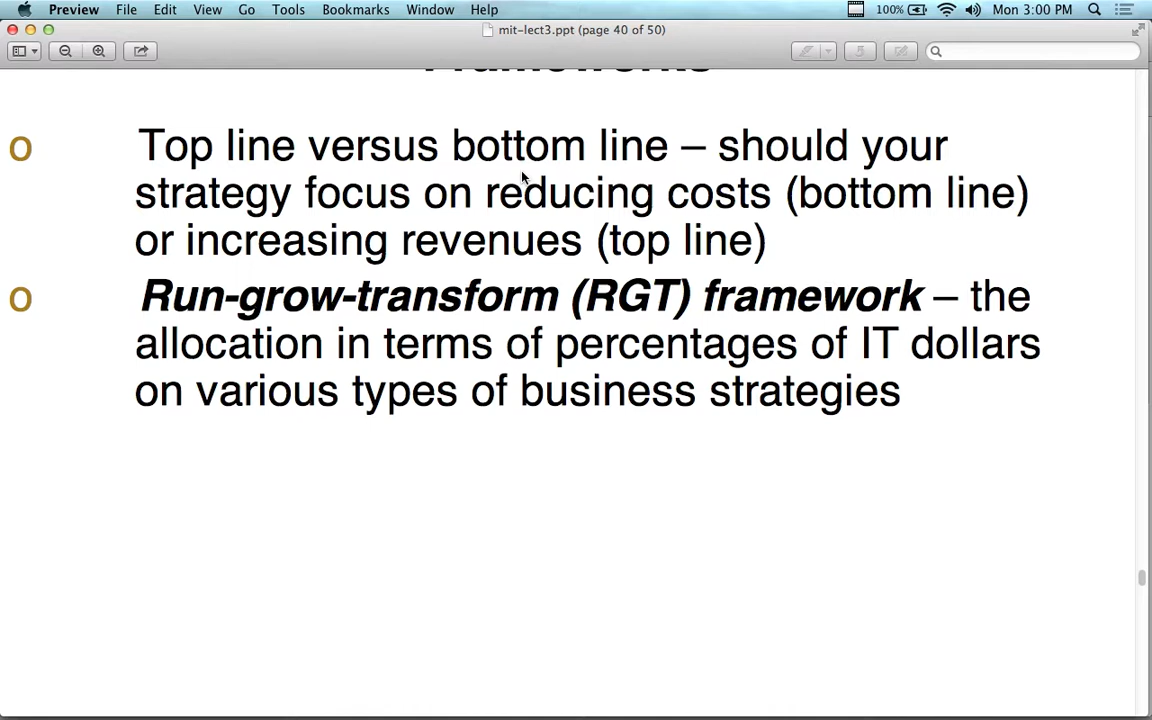 Preview File Edit View Go Tools Bookmarks Window Help 100% Mon 3:00 PM
mit-lect3.ppt (page 40 of 50)
Frameworks
o Top line versus bottom line – should your
strategy focus on reducing costs (bottom line)
or increasing revenues (top line)
o Run-grow-transform (RGT) framework – the
allocation in terms of percentages of IT dollars
on various types of business strategies